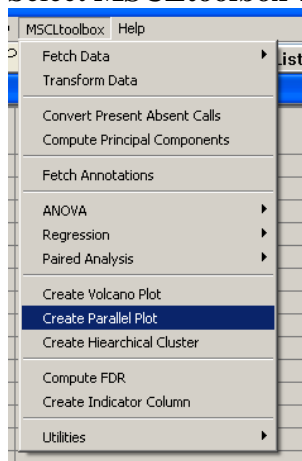 MSCLtoolbox Help
Fetch Data
List
Transform Data
Convert Present Absent Calls
Compute Principal Components
Fetch Annotations
ANOVA
Regression
Paired Analysis
Create Volcano Plot
Create Parallel Plot
Create Hiearchical Cluster
Compute FDR
Create Indicator Column
Utilities